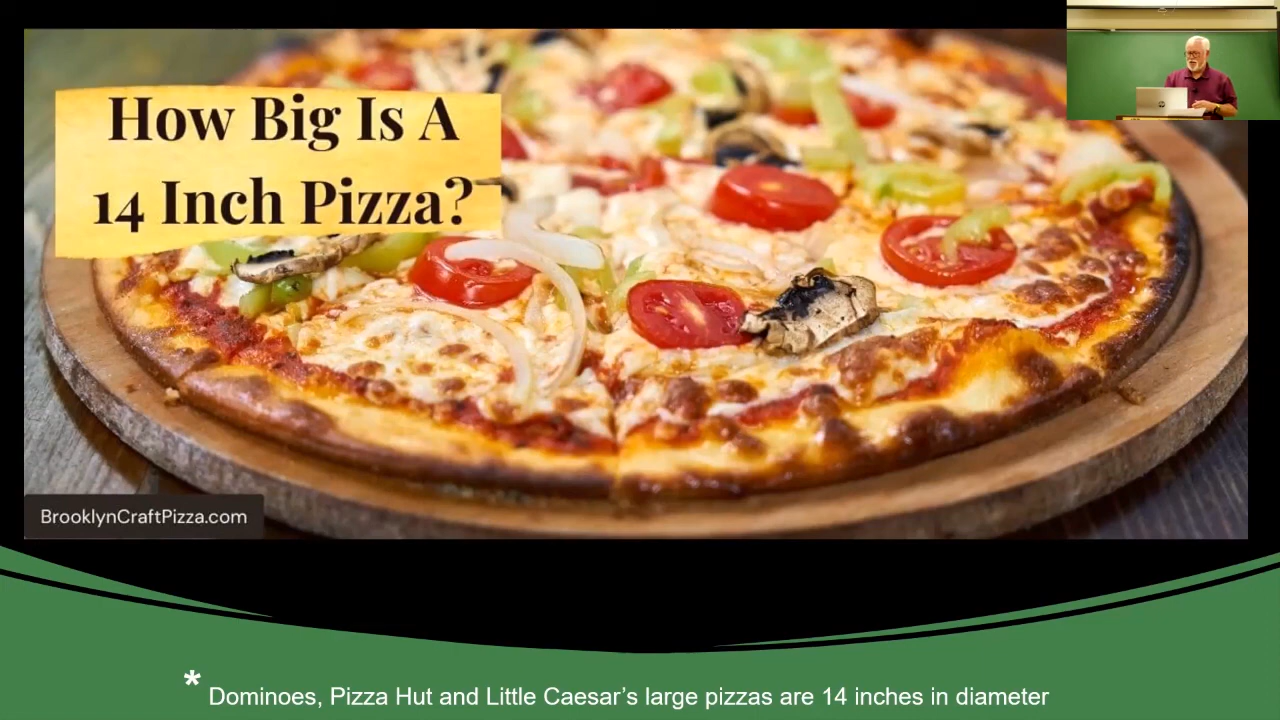 How Big Is A
14 Inch Pizza?
BrooklynCraftPizza.com
* Dominoes, Pizza Hut and Little Caesar’s large pizzas are 14 inches in diameter